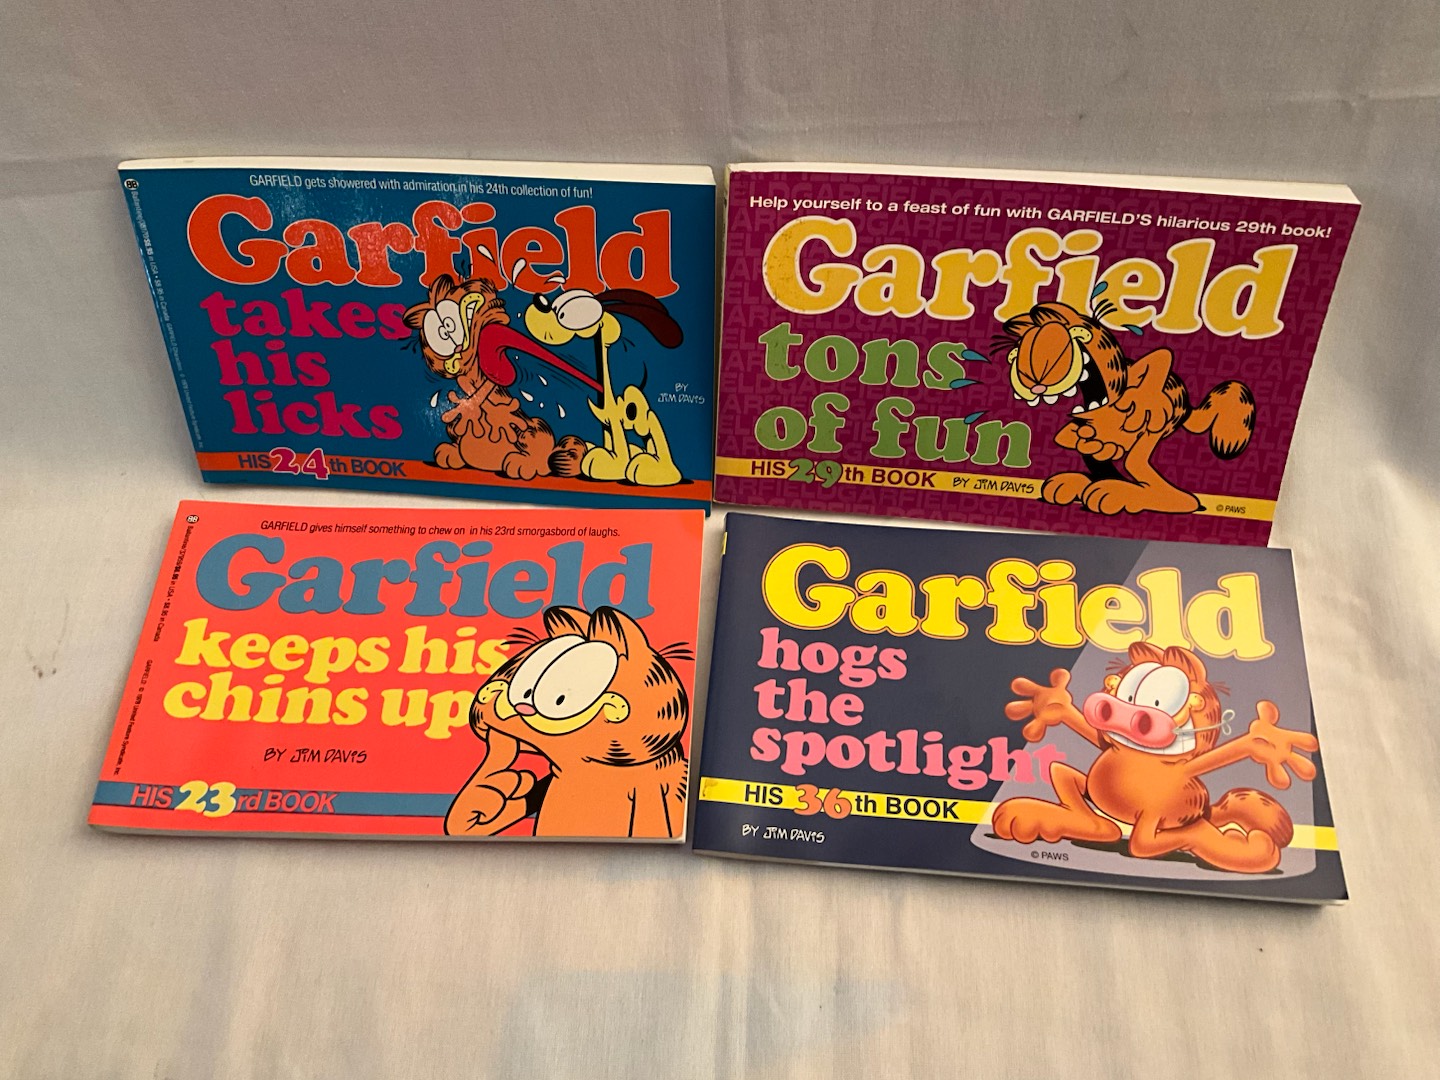 GARFIELD gets showered with admiration in his 24th collection of fun!
Garfield
takes
his
licks
BY
JIM DAVIS
HIS 24th BOOK
Help yourself to a feast of fun with GARFIELD'S hilarious 29th book!
Garfield
tons
of fun
HIS 29th BOOK
BY JIM DAVIS
© PAWS
GARFIELD gives himself something to chew on in his 23rd smorgasbord of laughs.
Garfield
keeps his
chins up
BY JIM DAVIS
HIS 23rd BOOK
Garfield
hogs
the
spotlight
HIS 36th BOOK
BY JIM DAVIS
© PAWS